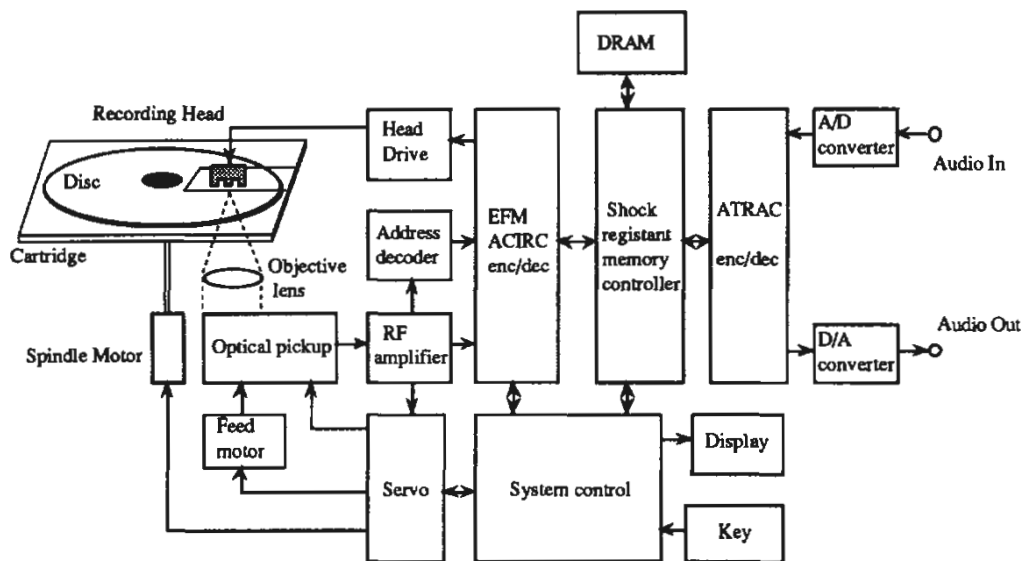 DRAM
Recording Head
Head
Drive
A/D
converter
Audio In
Disc
EFM
ACIRC
enc/dec
Shock
registant
memory
controller
ATRAC
enc/dec
Address
decoder
Cartridge
Objective
lens
Spindle Motor
Optical pickup
RF
amplifier
Audio Out
D/A
converter
Feed
motor
Servo
System control
Display
Key